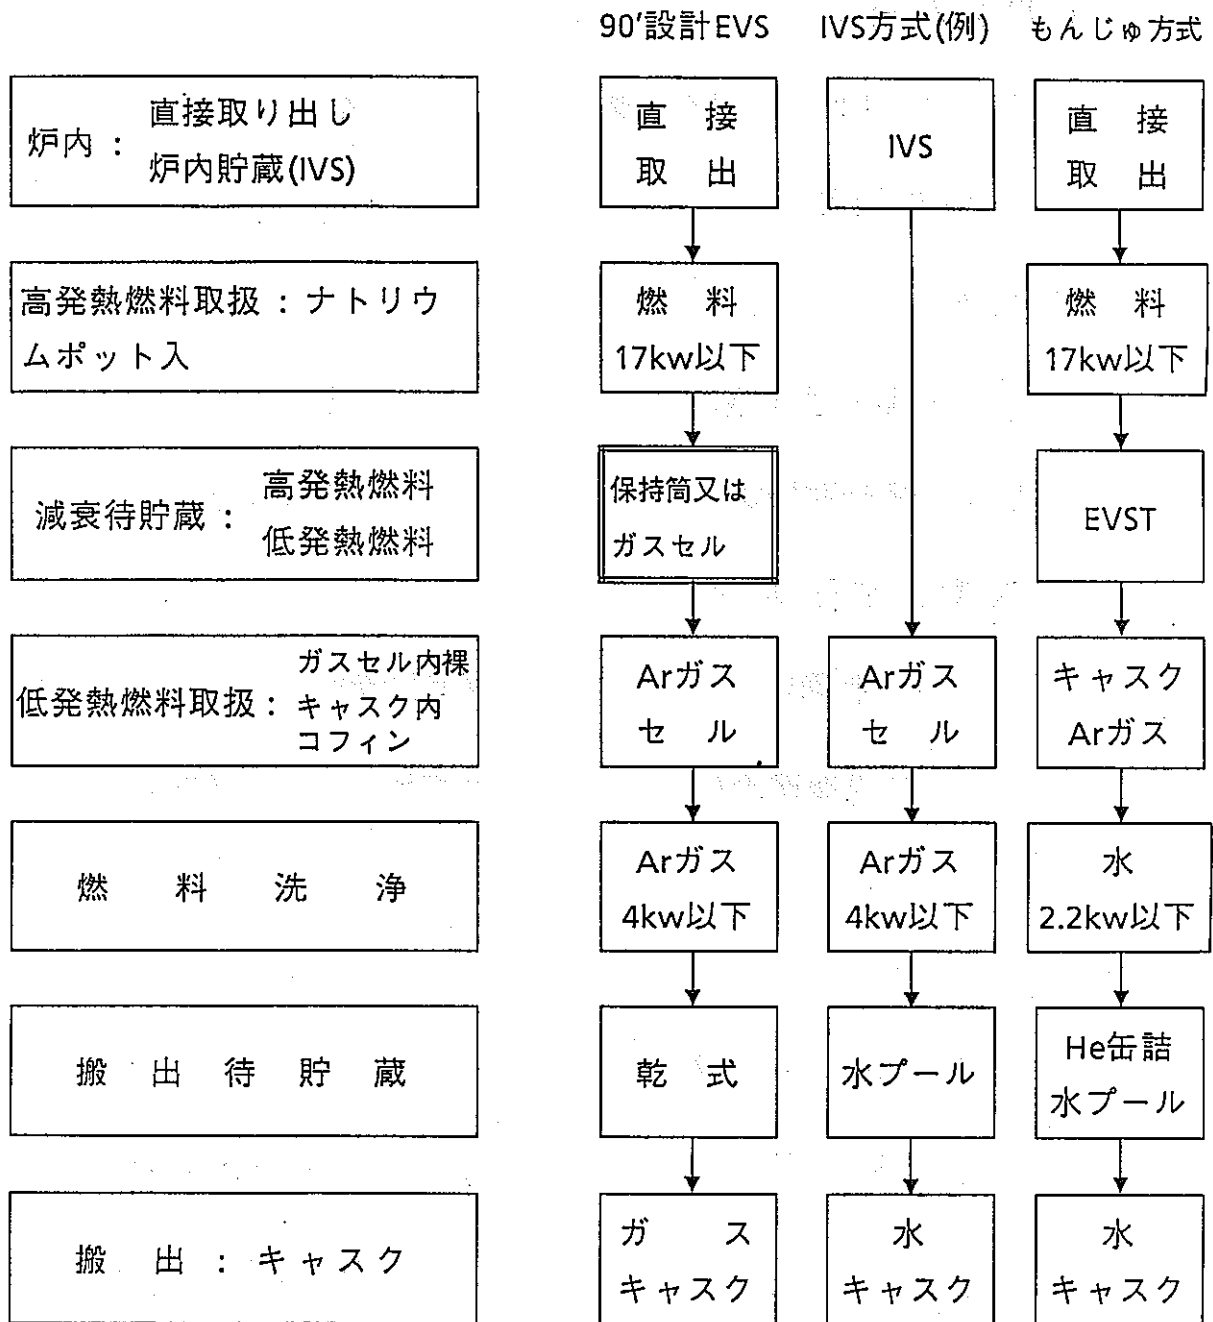 90'設計EVS IVS方式(例) もんじゅ方式
炉内：
直接取り出し
炉内貯蔵(IVS)
直 接
取 出
IVS
直 接
取 出
高発熱燃料取扱：ナトリウ
ムポット入
燃 料
17kw以下
燃 料
17kw以下
減衰待貯蔵：
高発熱燃料
低発熱燃料
保持筒又は
ガスセル
EVST
低発熱燃料取扱：
ガスセル内裸
キャスク内
コフィン
Arガス
セ ル
Arガス
セ ル
キャスク
Arガス
燃 料 洗 浄
Arガス
4kw以下
Arガス
4kw以下
水
2.2kw以下
搬 出 待 貯 蔵
乾 式
水プール
He缶詰
水プール
搬 出 ：キャスク
ガ ス
キャスク
水
キャスク
水
キャスク